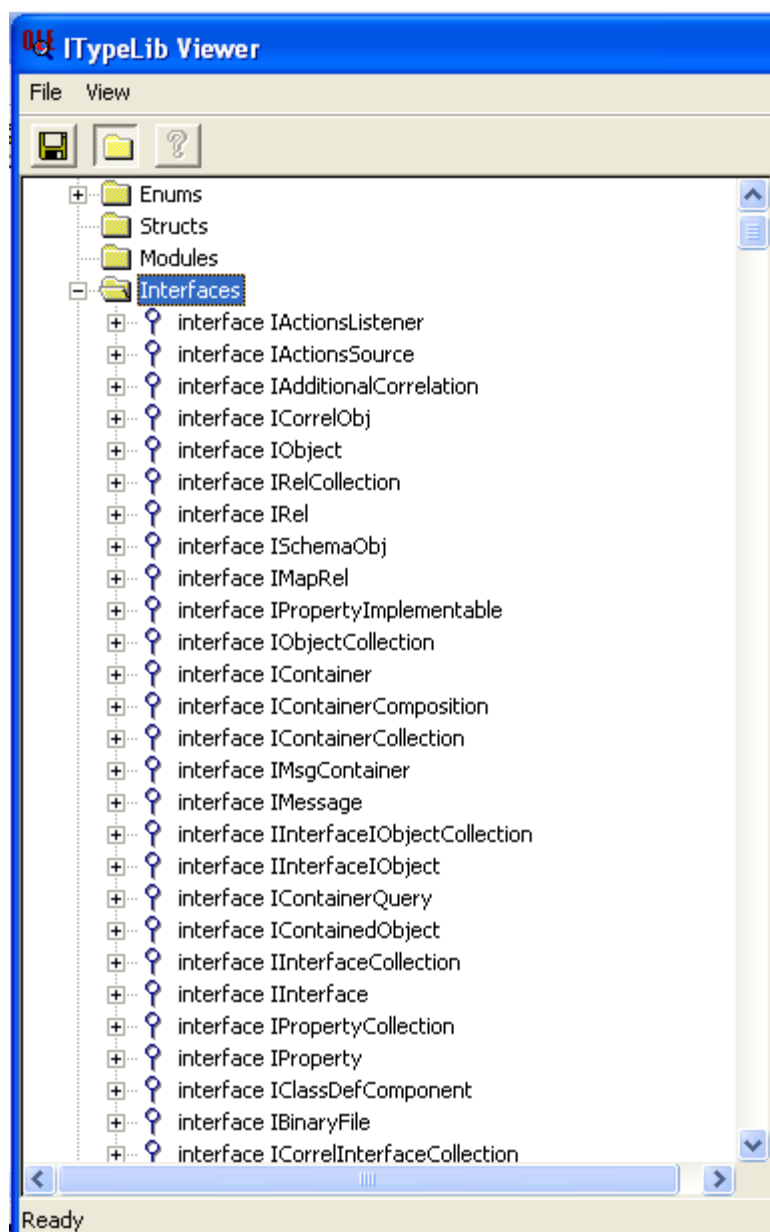 ITypeLib Viewer
File View
Enums
Structs
Modules
Interfaces
interface IActionsListener
interface IActionsSource
interface IAdditionalCorrelation
interface ICorrelObj
interface IObject
interface IRelCollection
interface IRel
interface ISchemaObj
interface IMapRel
interface IPropertyImplementable
interface IObjectCollection
interface IContainer
interface IContainerComposition
interface IContainerCollection
interface IMsgContainer
interface IMessage
interface IInterfaceIObjectCollection
interface IInterfaceIObject
interface IContainerQuery
interface IContainedObject
interface IInterfaceCollection
interface IInterface
interface IPropertyCollection
interface IProperty
interface IClassDefComponent
interface IBinaryFile
interface ICorrelInterfaceCollection
Ready